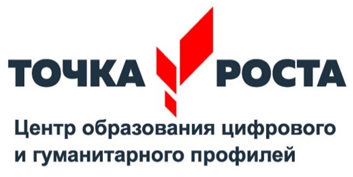 ТОЧКА РОСТА
Центр образования цифрового
и гуманитарного профилей